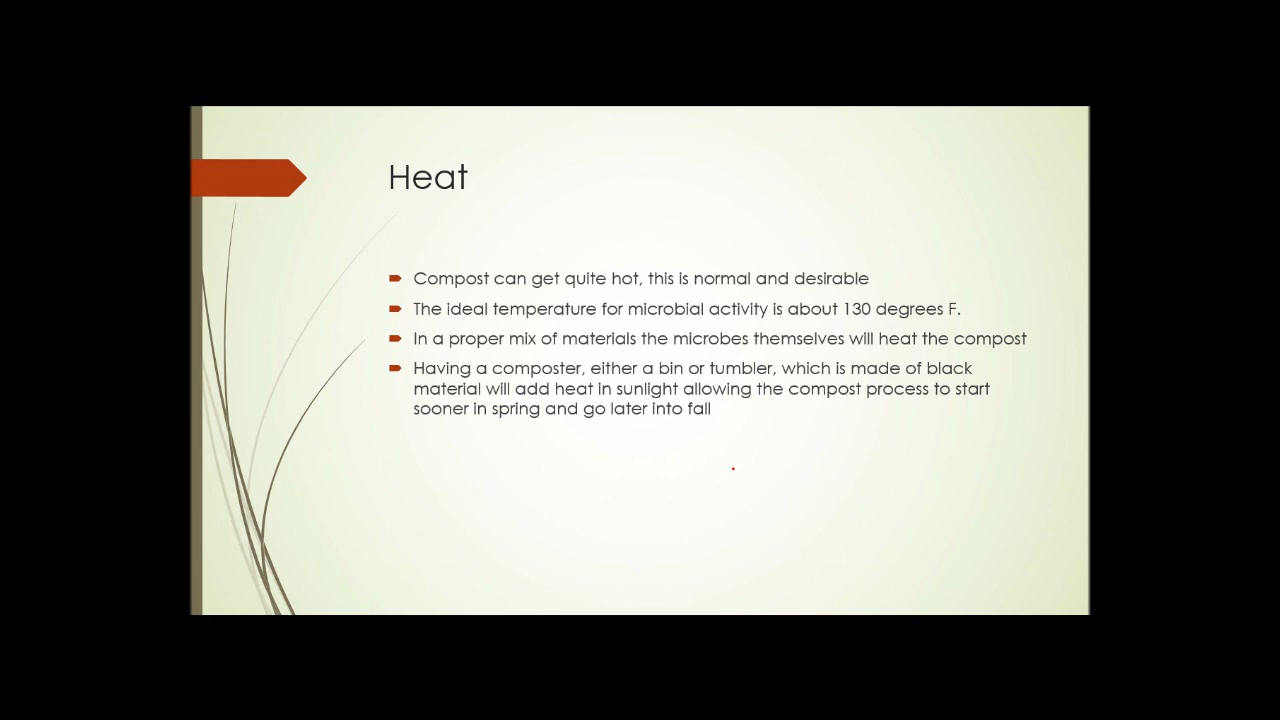 Heat
Compost can get quite hot, this is normal and desirable
The ideal temperature for microbial activity is about 130 degrees F.
In a proper mix of materials the microbes themselves will heat the compost
Having a composter, either a bin or tumbler, which is made of black
material will add heat in sunlight allowing the compost process to start
sooner in spring and go later into fall